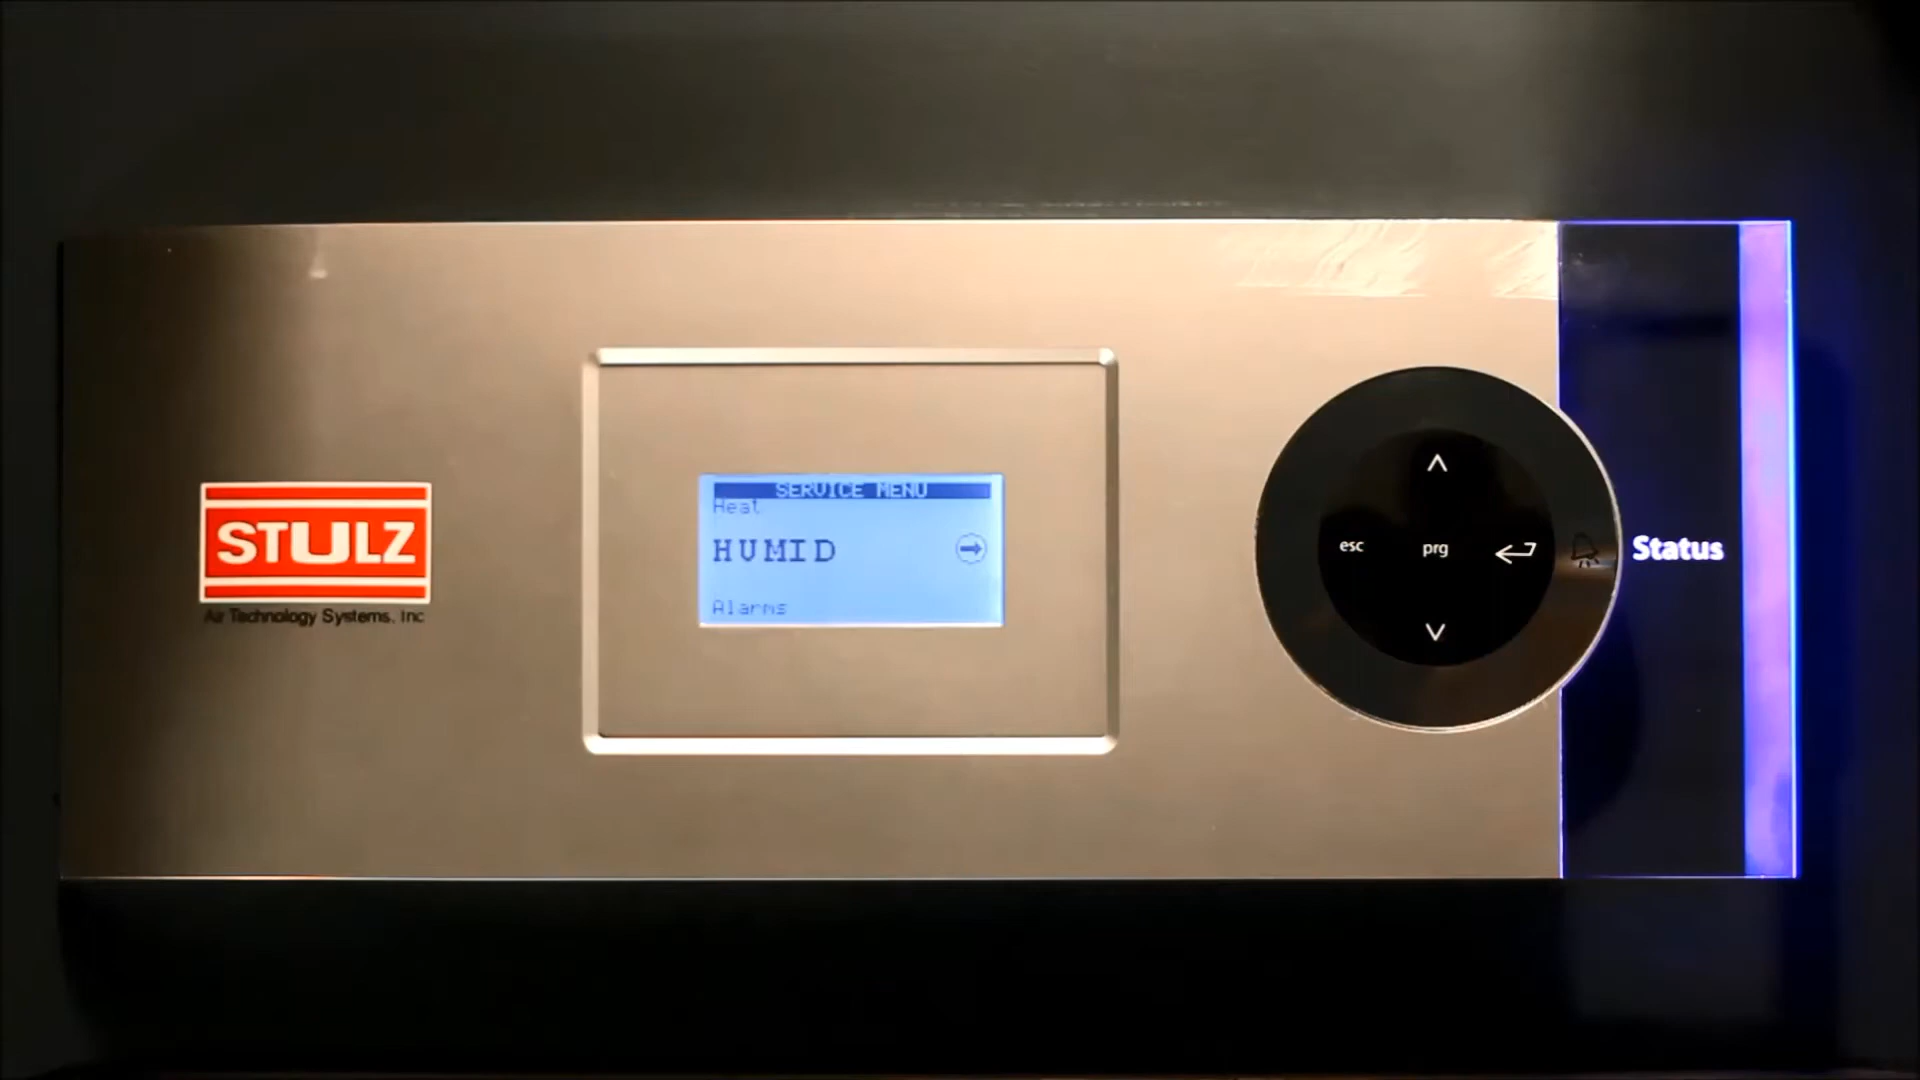 STULZ
Air Technology Systems, Inc
SERVICE MENU
Heat
HUMID
Alarms
esc
prg
Status